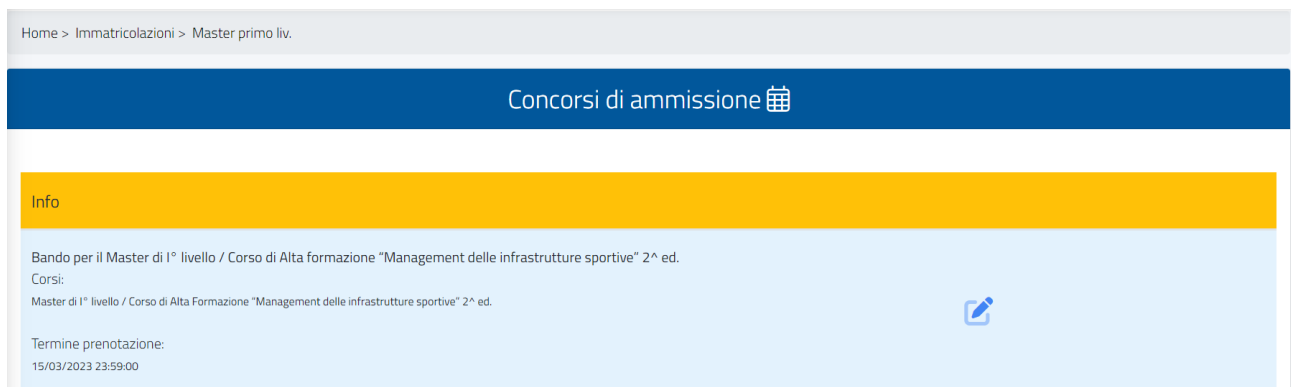 Home > Immatricolazioni > Master primo liv.
Concorsi di ammissione
Info
Bando per il Master di I° livello / Corso di Alta formazione “Management delle infrastrutture sportive” 2^ ed.
Corsi:
Master di I° livello / Corso di Alta Formazione “Management delle infrastrutture sportive” 2^ ed.
Termine prenotazione:
15/03/2023 23:59:00